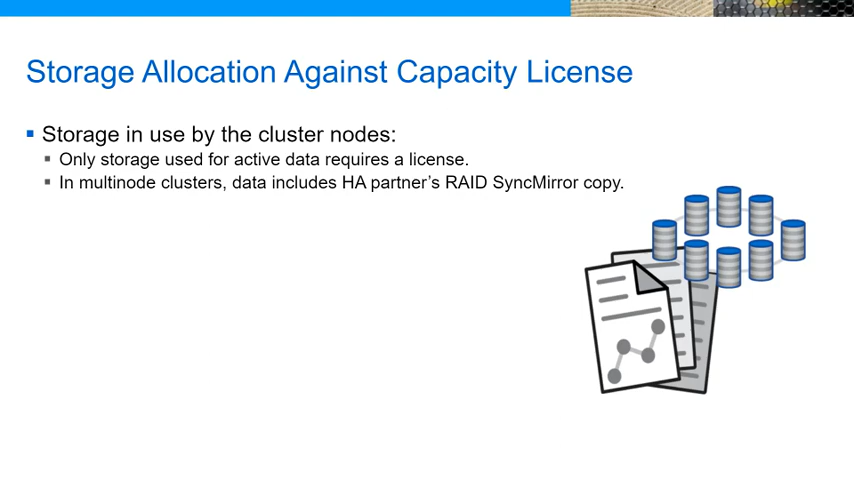 Storage Allocation Against Capacity License
Storage in use by the cluster nodes:
Only storage used for active data requires a license.
In multinode clusters, data includes HA partner's RAID SyncMirror copy.